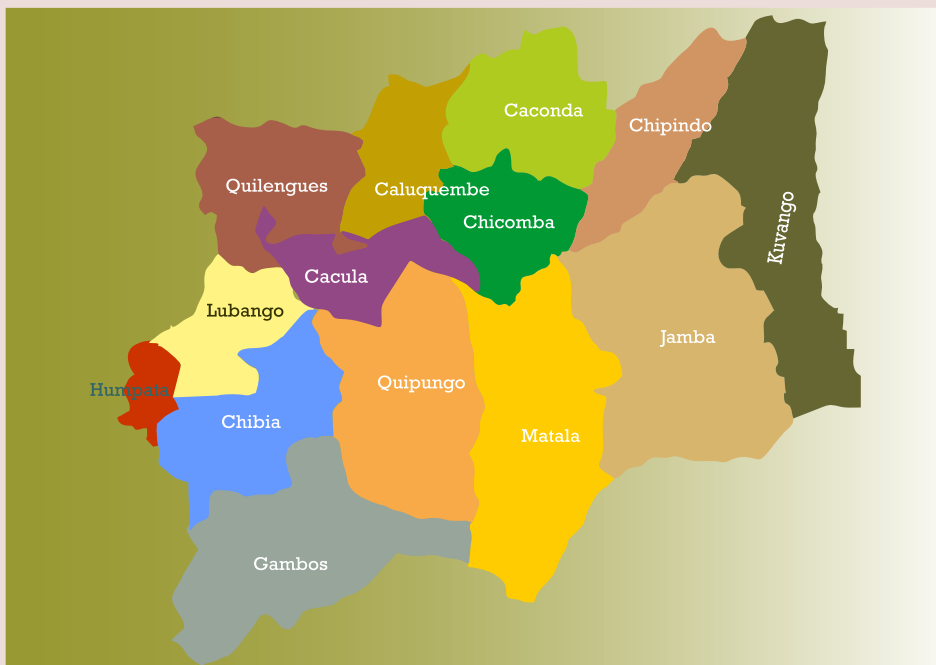 Caconda
Chipindo
Quilengues
Caluquembe
Chicomba
Kuvango
Cacula
Lubango
Jamba
Humpata
Quipungo
Chibia
Matala
Gambos